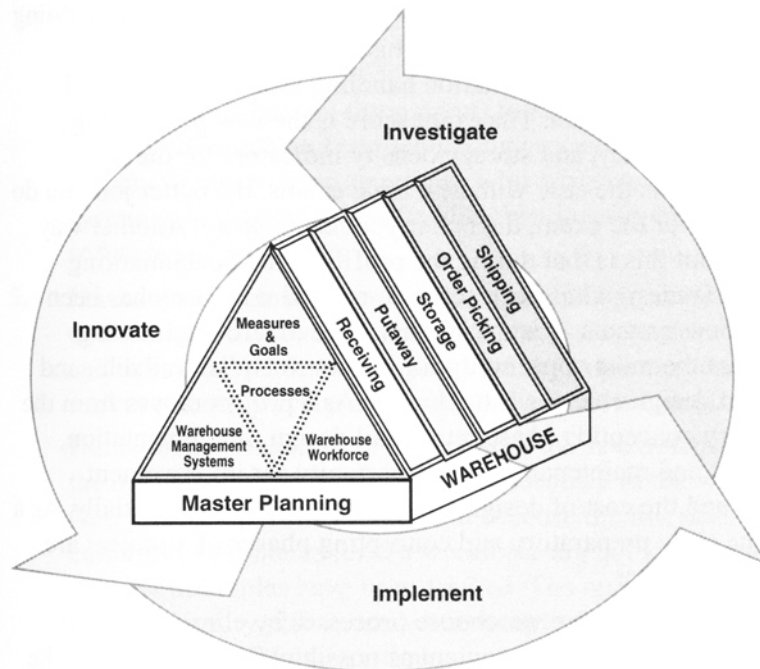 Investigate
Innovate
Measures
&
Goals
Processes
Warehouse
Management
Systems
Warehouse
Workforce
Receiving
Putaway
Storage
Order Picking
Shipping
Master Planning
WAREHOUSE
Implement